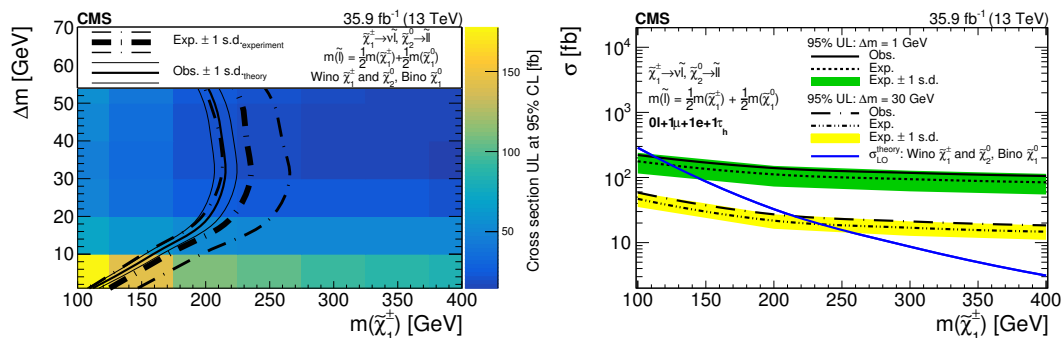 CMS 35.9 fb⁻¹ (13 TeV)
Δm [GeV]
70
60
50
40
30
20
10
Exp. ± 1 s.d.experiment
Obs. ± 1 s.d.theory
χ̃₁±→νl̃, χ̃₂⁰→l̃l
m(l̃) = ½m(χ̃₁±)+½m(χ̃₁⁰)
Wino χ̃₁± and χ̃₂⁰, Bino χ̃₁⁰
100 150 200 250 300 350 400
m(χ̃₁±) [GeV]
150
100
50
Cross section UL at 95% CL [fb]
CMS 35.9 fb⁻¹ (13 TeV)
σ [fb]
10⁴
10³
10²
10
χ̃₁±→νl̃, χ̃₂⁰→l̃l
m(l̃) = ½m(χ̃₁±) + ½m(χ̃₁⁰)
0l+1μ+1e+1τh
95% UL: Δm = 1 GeV
Obs.
Exp.
Exp. ± 1 s.d.
95% UL: Δm = 30 GeV
Obs.
Exp.
Exp. ± 1 s.d.
σLOtheory: Wino χ̃₁± and χ̃₂⁰, Bino χ̃₁⁰
100 150 200 250 300 350 400
m(χ̃₁±) [GeV]